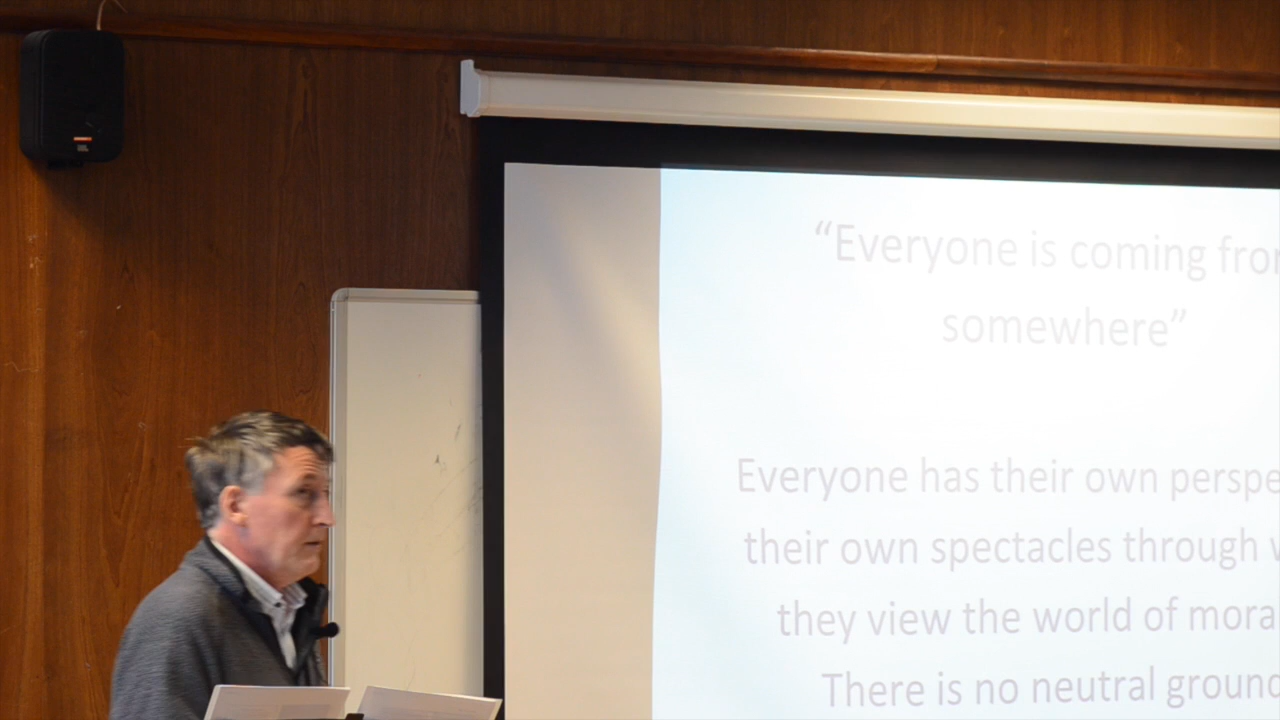 “Everyone is coming from
somewhere”
Everyone has their own perspe
their own spectacles through w
they view the world of mora
There is no neutral ground